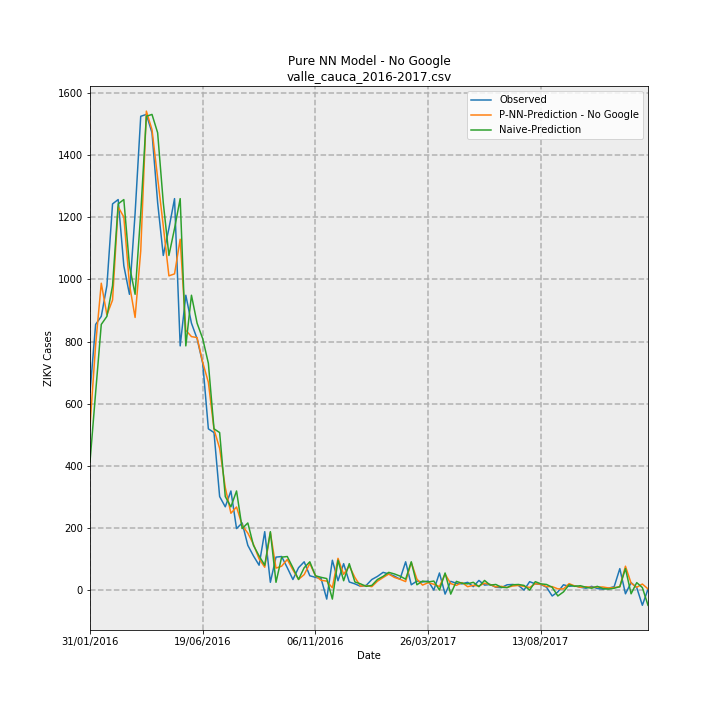 Pure NN Model - No Google
valle_cauca_2016-2017.csv
Observed
P-NN-Prediction - No Google
Naive-Prediction
1600
1400
1200
1000
800
600
400
200
0
ZIKV Cases
31/01/2016
19/06/2016
06/11/2016
26/03/2017
13/08/2017
Date